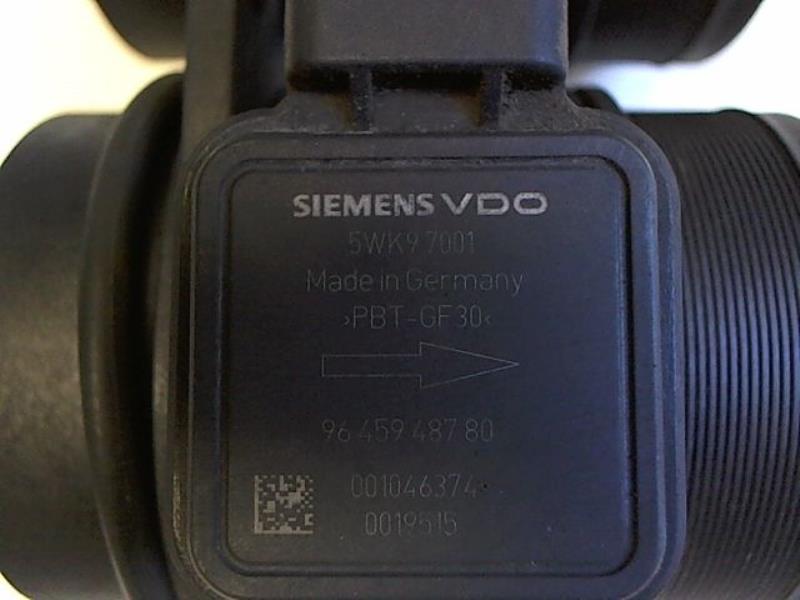 SIEMENS VDO
5WK9 7001
Made in Germany
>PBT-GF30<
96 459 487 80
001046374
0019515